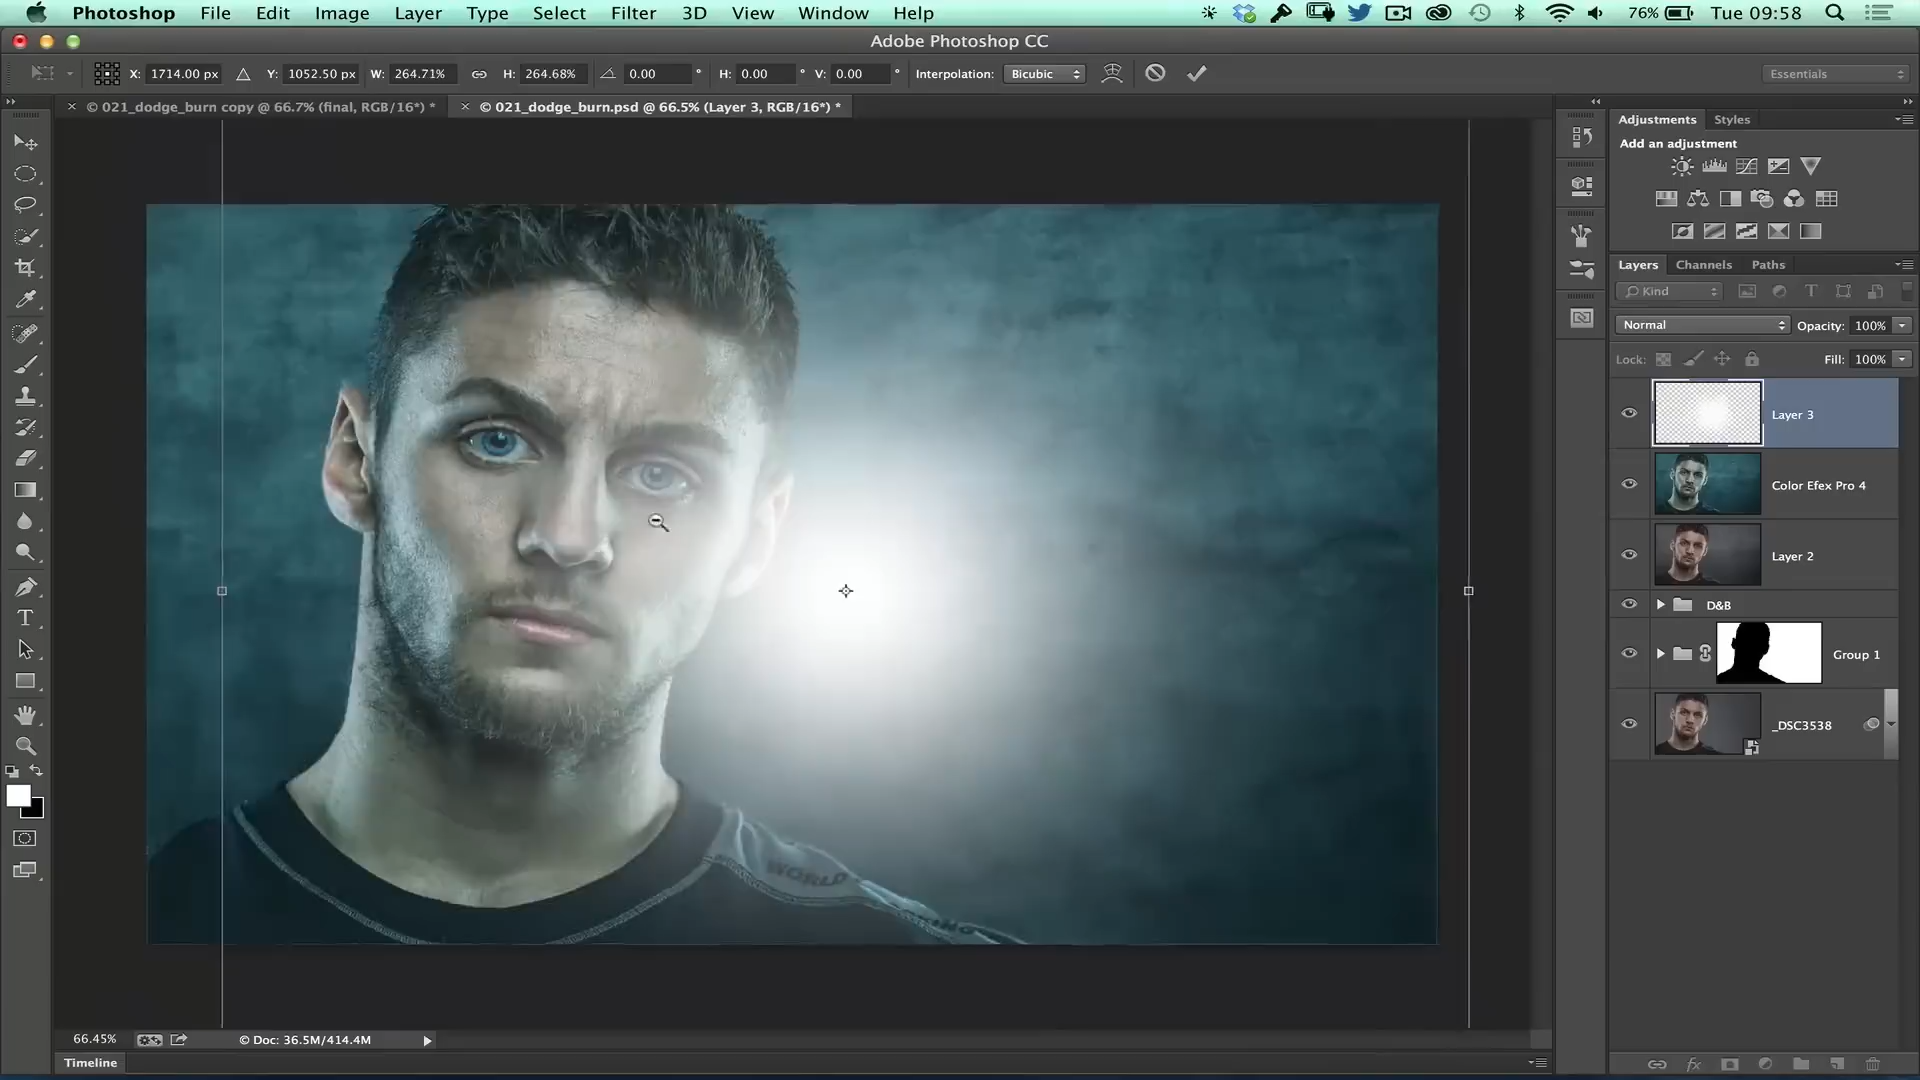 Photoshop File Edit Image Layer Type Select Filter 3D View Window Help 76% Tue 09:58
Adobe Photoshop CC
X: 1714.00 px Y: 1052.50 px W: 264.71% H: 264.68% 0.00 ° H: 0.00 ° V: 0.00 ° Interpolation: Bicubic Essentials
× © 021_dodge_burn copy @ 66.7% (final, RGB/16*) * × © 021_dodge_burn.psd @ 66.5% (Layer 3, RGB/16*) *
Adjustments Styles
Add an adjustment
Layers Channels Paths
Kind
Normal Opacity: 100%
Lock: Fill: 100%
Layer 3
Color Efex Pro 4
Layer 2
D&B
Group 1
_DSC3538
WORLD
66.45% © Doc: 36.5M/414.4M
Timeline